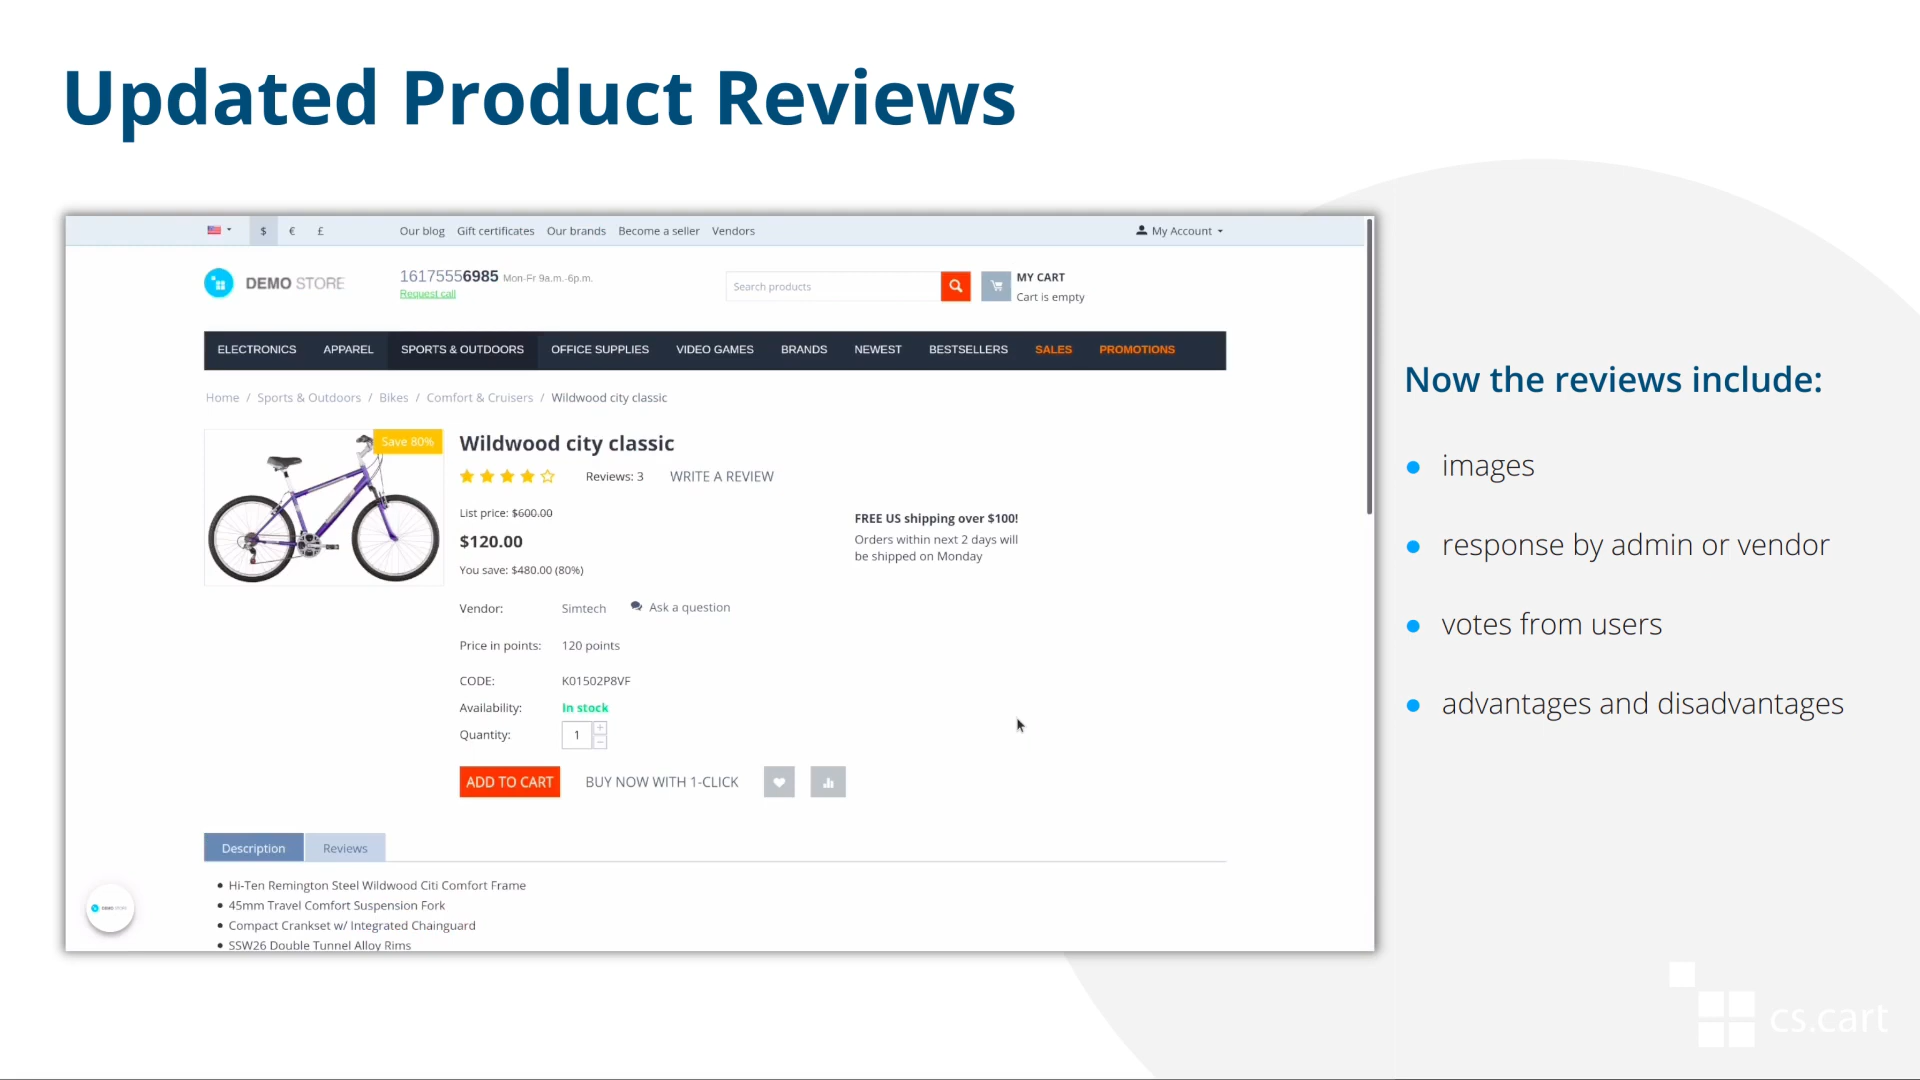 Updated Product Reviews
$ € £ Our blog Gift certificates Our brands Become a seller Vendors My Account
DEMO STORE
16175556985 Mon-Fr 9a.m.-6p.m.
Request call
Search products
MY CART
Cart is empty
ELECTRONICS APPAREL SPORTS & OUTDOORS OFFICE SUPPLIES VIDEO GAMES BRANDS NEWEST BESTSELLERS SALES PROMOTIONS
Home / Sports & Outdoors / Bikes / Comfort & Cruisers / Wildwood city classic
Save 80%
Wildwood city classic
Reviews: 3 WRITE A REVIEW
List price: $600.00
$120.00
You save: $480.00 (80%)
FREE US shipping over $100!
Orders within next 2 days will
be shipped on Monday
Vendor: Simtech Ask a question
Price in points: 120 points
CODE: K01502P8VF
Availability: In stock
Quantity: 1 + −
ADD TO CART BUY NOW WITH 1-CLICK
Description Reviews
Hi-Ten Remington Steel Wildwood Citi Comfort Frame
45mm Travel Comfort Suspension Fork
Compact Crankset w/ Integrated Chainguard
SSW26 Double Tunnel Alloy Rims
DEMO STORE
Now the reviews include:
images
response by admin or vendor
votes from users
advantages and disadvantages
cs.cart